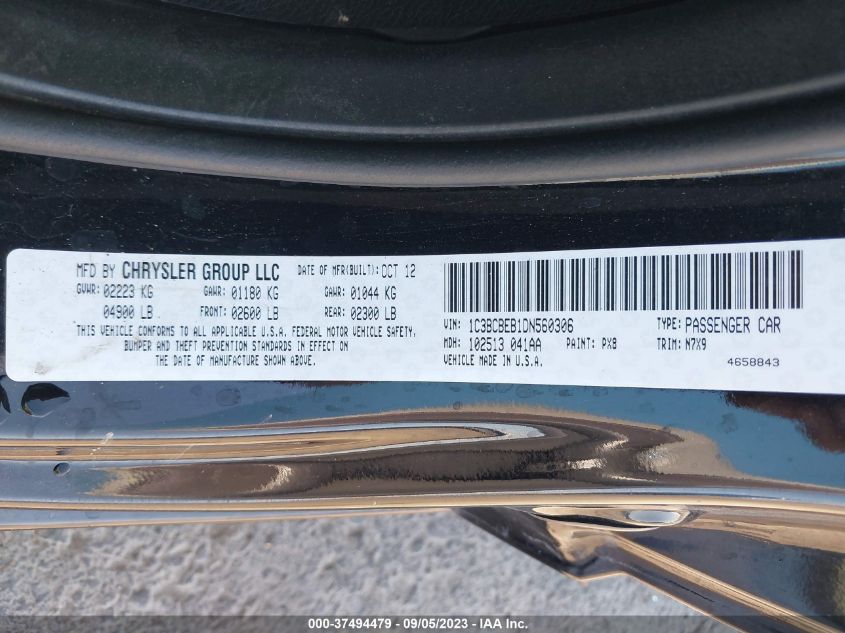 MFD BY CHRYSLER GROUP LLC DATE OF MFR(BUILT): OCT 12
GVWR: 02223 KG GAWR: 01180 KG GAWR: 01044 KG
04900 LB FRONT: 02600 LB REAR: 02300 LB
THIS VEHICLE CONFORMS TO ALL APPLICABLE U.S.A. FEDERAL MOTOR VEHICLE SAFETY,
BUMPER AND THEFT PREVENTION STANDARDS IN EFFECT ON
THE DATE OF MANUFACTURE SHOWN ABOVE.
VIN: 1C3BCBEB1DN560306 TYPE: PASSENGER CAR
MDH: 102513 041AA PAINT: PX8 TRIM: N7X9
VEHICLE MADE IN U.S.A. 4658843
000-37494479 - 09/05/2023 - IAA Inc.